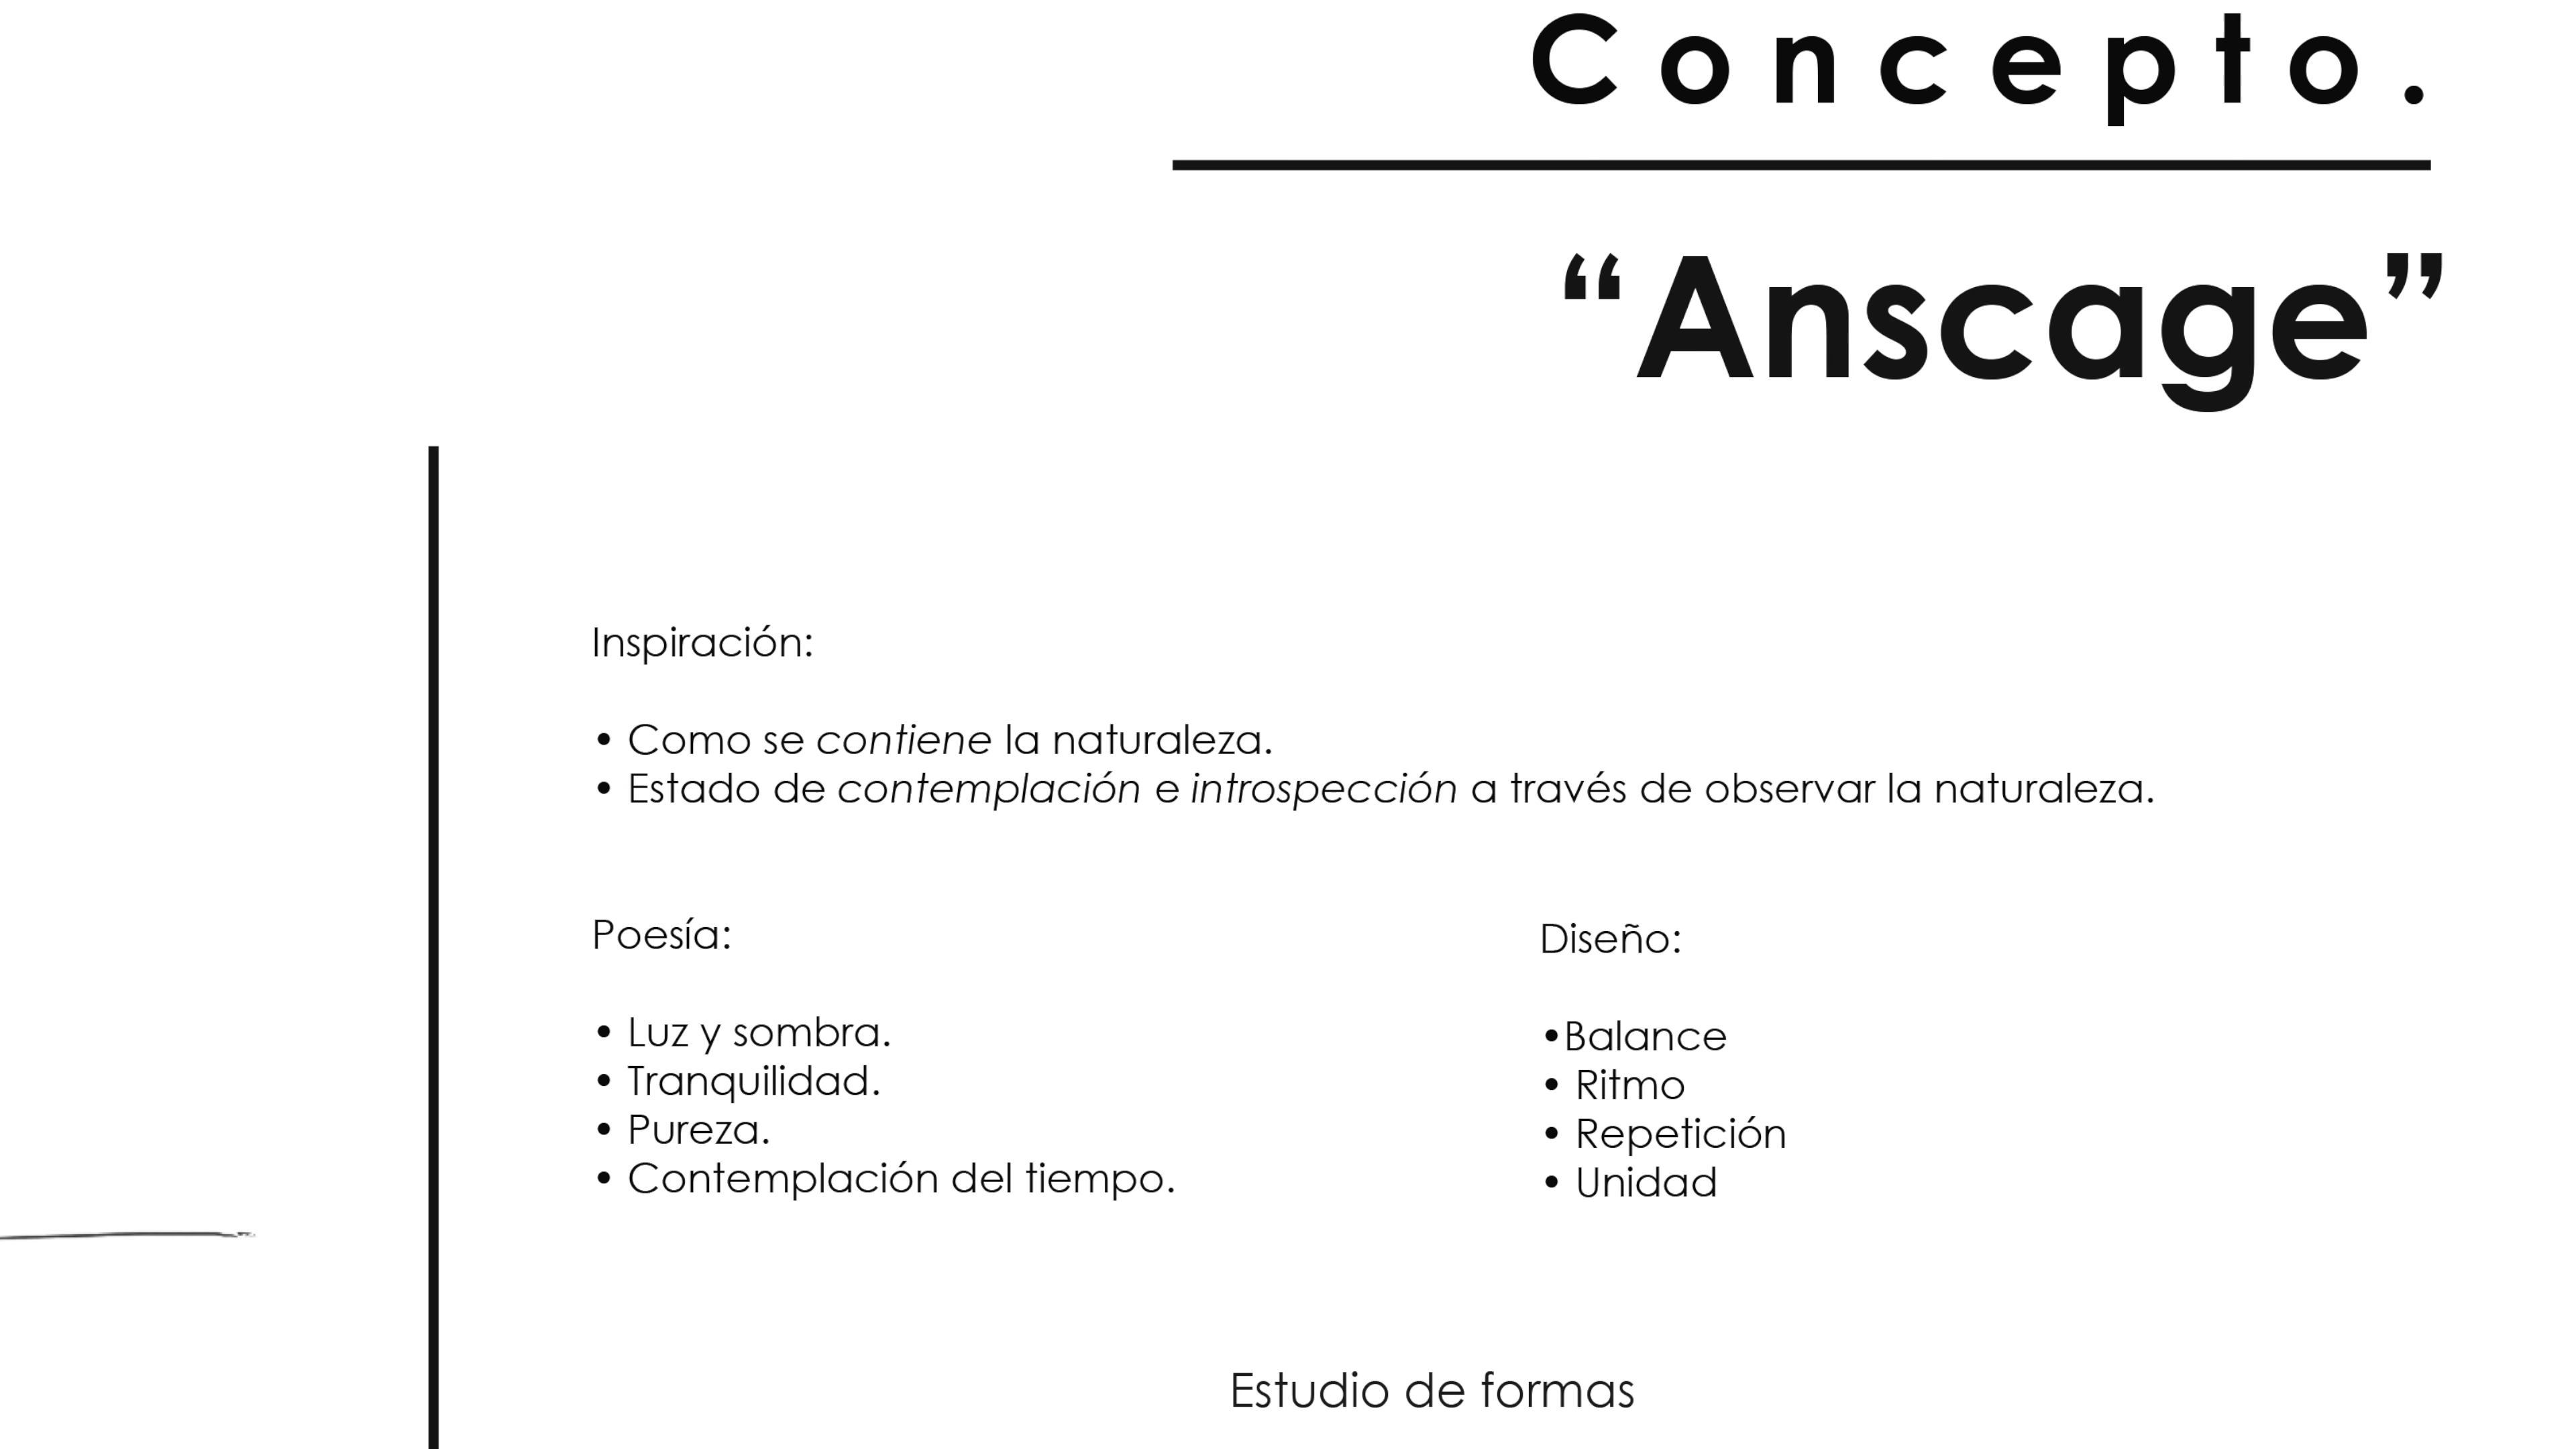 Concepto.
“Anscage”
Inspiración:
• Como se contiene la naturaleza.
• Estado de contemplación e introspección a través de observar la naturaleza.
Poesía:
• Luz y sombra.
• Tranquilidad.
• Pureza.
• Contemplación del tiempo.
Diseño:
•Balance
• Ritmo
• Repetición
• Unidad
Estudio de formas